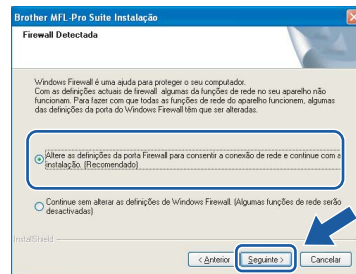 Brother MFL-Pro Suite Instalação
Firewall Detectada
Windows Firewall é uma ajuda para proteger o seu computador.
Com as definições actuais de firewall algumas da funções de rede no seu aparelho não
funcionam. Para fazer com que todas as funções de rede do aparelho funcionem, algumas
das definições da porta do Windows Firewall têm que ser alteradas.
Altere as definições da porta Firewall para consentir a conexão de rede e continue com a
instalação. (Recomendado)
Continue sem alterar as definições de Windows Firewall. (Algumas funções de rede serão
desactivadas)
InstallShield
< Anterior Seguinte > Cancelar